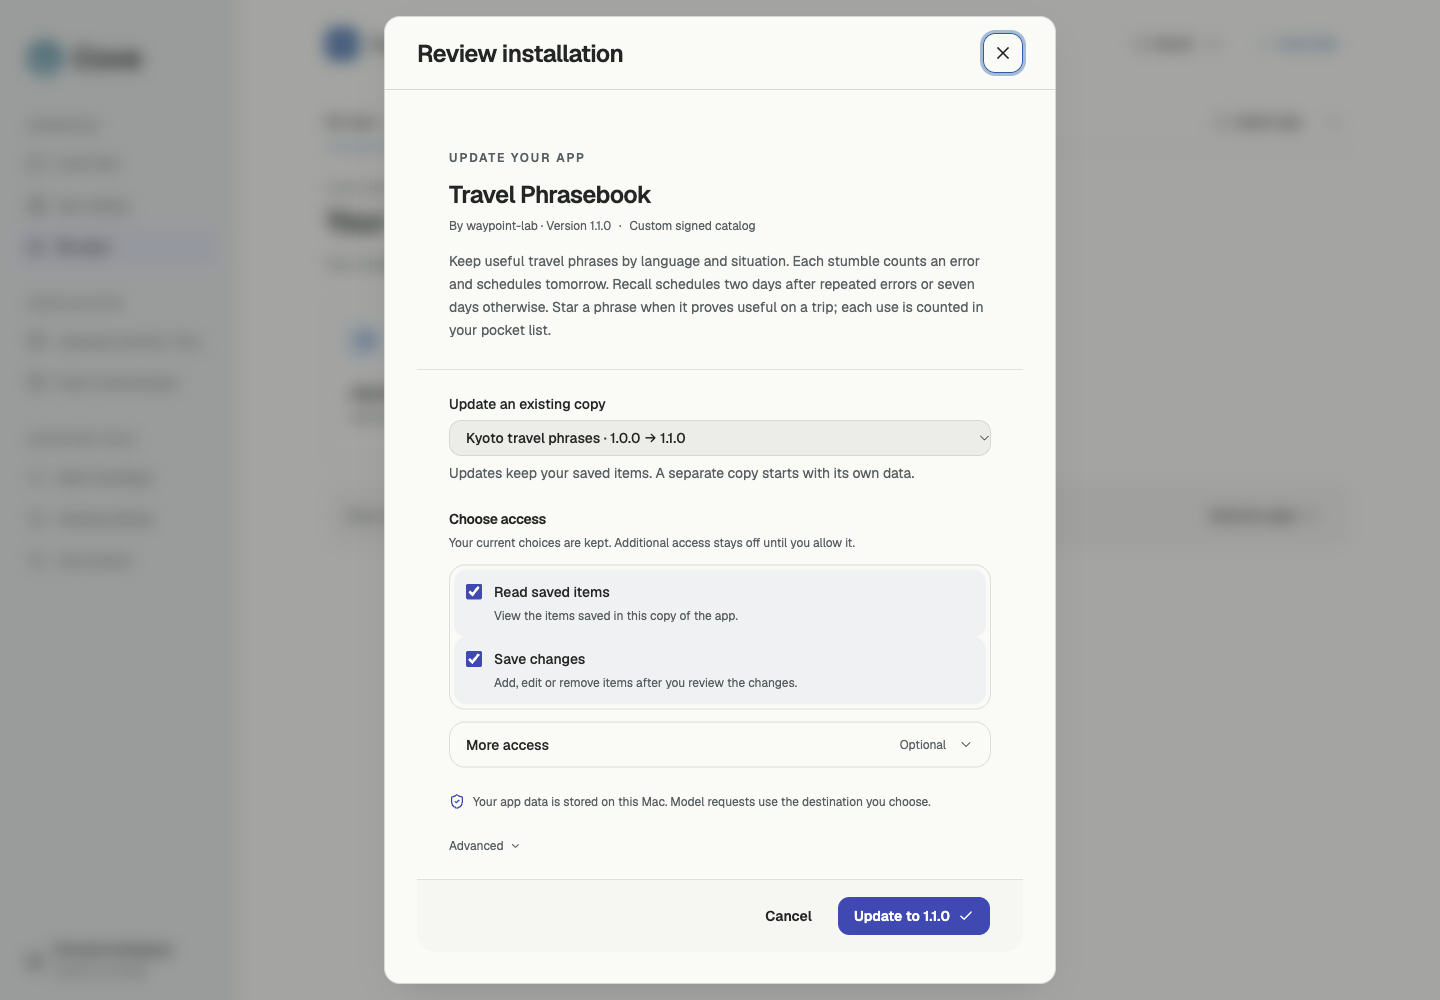 Review installation
UPDATE YOUR APP
Travel Phrasebook
By waypoint-lab · Version 1.1.0 · Custom signed catalog
Keep useful travel phrases by language and situation. Each stumble counts an error
and schedules tomorrow. Recall schedules two days after repeated errors or seven
days otherwise. Star a phrase when it proves useful on a trip; each use is counted in
your pocket list.
Update an existing copy
Kyoto travel phrases · 1.0.0 → 1.1.0
Updates keep your saved items. A separate copy starts with its own data.
Choose access
Your current choices are kept. Additional access stays off until you allow it.
Read saved items
View the items saved in this copy of the app.
Save changes
Add, edit or remove items after you review the changes.
More access Optional
Your app data is stored on this Mac. Model requests use the destination you choose.
Advanced
Cancel Update to 1.1.0